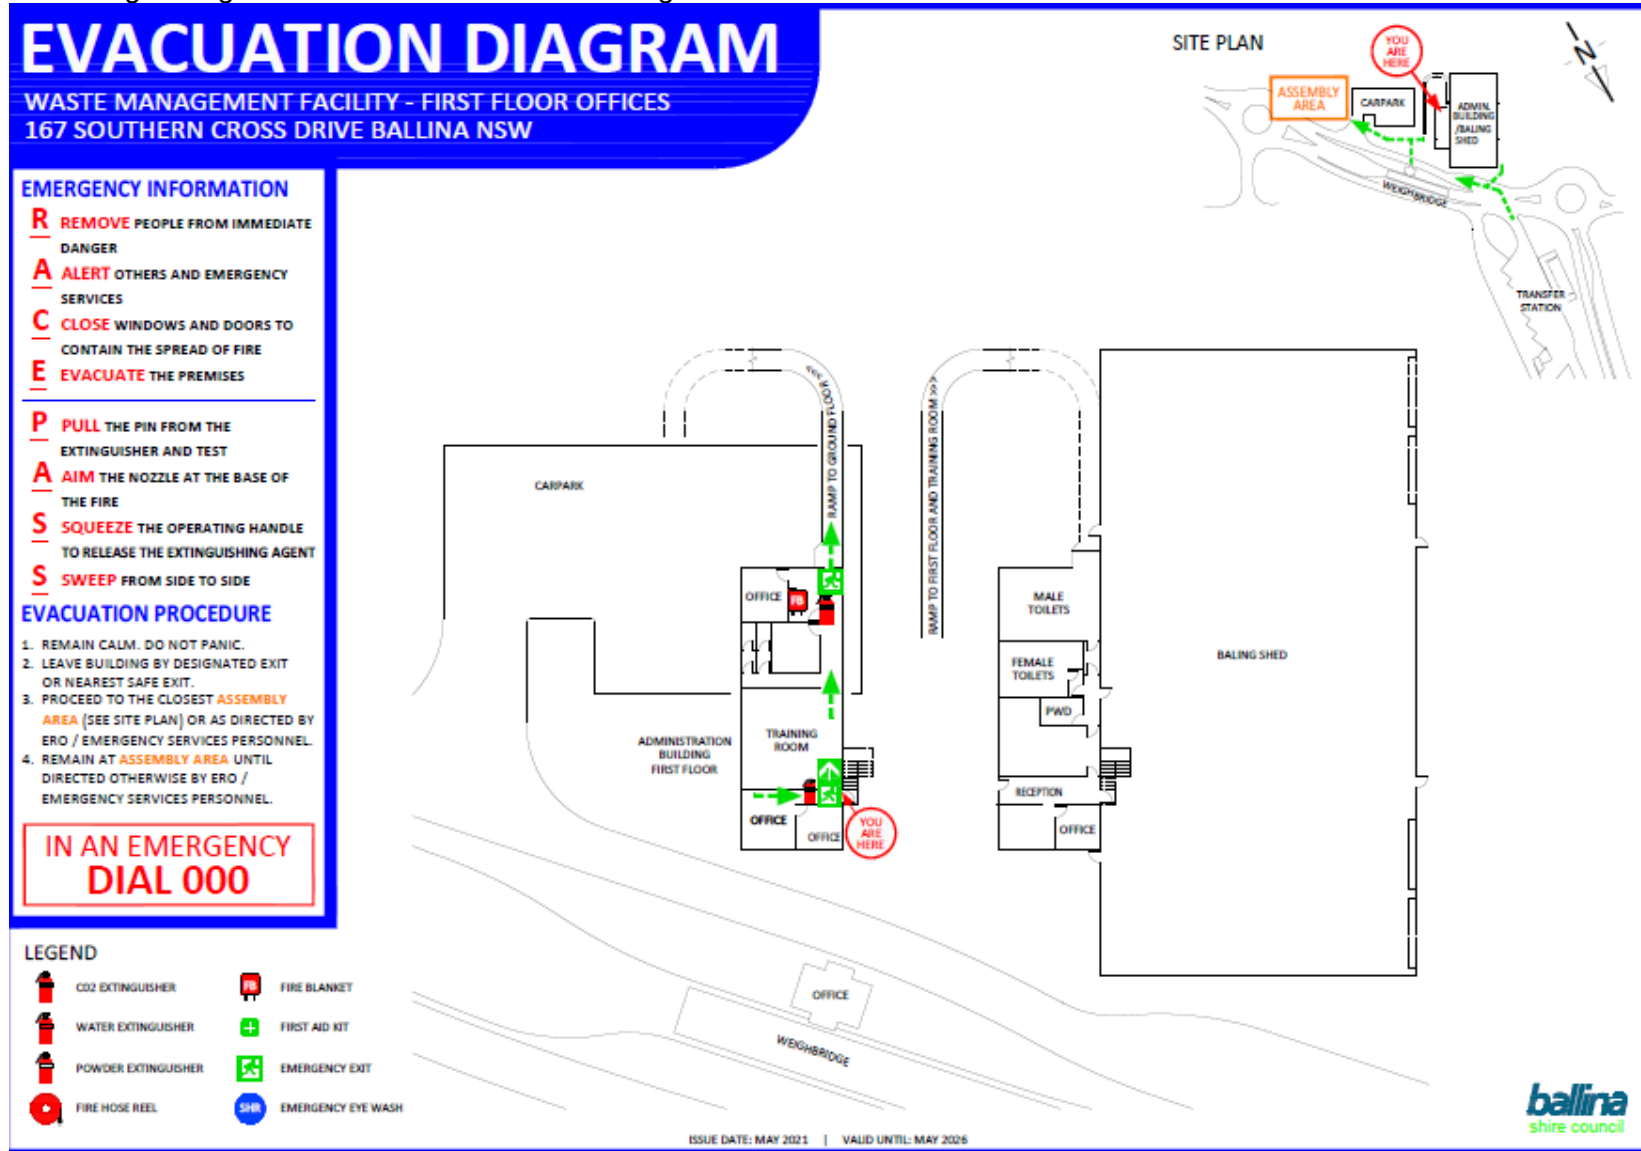 EVACUATION DIAGRAM
WASTE MANAGEMENT FACILITY - FIRST FLOOR OFFICES
167 SOUTHERN CROSS DRIVE BALLINA NSW
EMERGENCY INFORMATION
R REMOVE PEOPLE FROM IMMEDIATE
DANGER
A ALERT OTHERS AND EMERGENCY
SERVICES
C CLOSE WINDOWS AND DOORS TO
CONTAIN THE SPREAD OF FIRE
E EVACUATE THE PREMISES
P PULL THE PIN FROM THE
EXTINGUISHER AND TEST
A AIM THE NOZZLE AT THE BASE OF
THE FIRE
S SQUEEZE THE OPERATING HANDLE
TO RELEASE THE EXTINGUISHING AGENT
S SWEEP FROM SIDE TO SIDE
EVACUATION PROCEDURE
1. REMAIN CALM. DO NOT PANIC.
2. LEAVE BUILDING BY DESIGNATED EXIT
OR NEAREST SAFE EXIT.
3. PROCEED TO THE CLOSEST ASSEMBLY
AREA (SEE SITE PLAN) OR AS DIRECTED BY
ERO / EMERGENCY SERVICES PERSONNEL.
4. REMAIN AT ASSEMBLY AREA UNTIL
DIRECTED OTHERWISE BY ERO /
EMERGENCY SERVICES PERSONNEL.
IN AN EMERGENCY
DIAL 000
LEGEND
C02 EXTINGUISHER
WATER EXTINGUISHER
POWDER EXTINGUISHER
FIRE HOSE REEL
FB FIRE BLANKET
FIRST AID KIT
EMERGENCY EXIT
SHR EMERGENCY EYE WASH
SITE PLAN
N
YOU
ARE
HERE
ASSEMBLY
AREA
CARPARK
ADMIN.
BUILDING
/BALING
SHED
WEIGHBRIDGE
TRANSFER
STATION
CARPARK
<<< RAMP TO GROUND FLOOR
RAMP TO FIRST FLOOR AND TRAINING ROOM >>>
OFFICE
FB
ADMINISTRATION
BUILDING
FIRST FLOOR
TRAINING
ROOM
OFFICE
OFFICE
YOU
ARE
HERE
MALE
TOILETS
FEMALE
TOILETS
PWD
RECEPTION
OFFICE
BALING SHED
OFFICE
WEIGHBRIDGE
ISSUE DATE: MAY 2021 | VALID UNTIL: MAY 2026
ballina
shire council